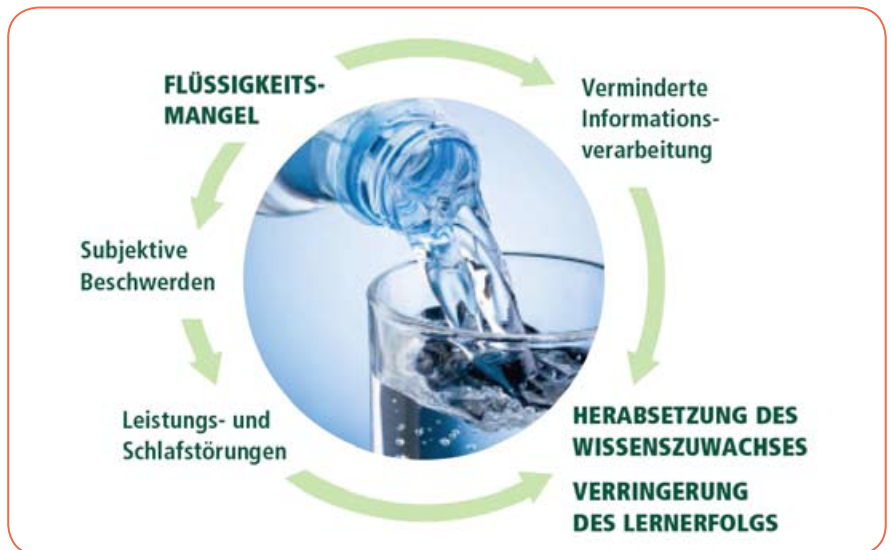 FLÜSSIGKEITS-
MANGEL
Verminderte
Informations-
verarbeitung
Subjektive
Beschwerden
Leistungs- und
Schlafstörungen
HERABSETZUNG DES
WISSENSZUWACHSES
VERRINGERUNG
DES LERNERFOLGS